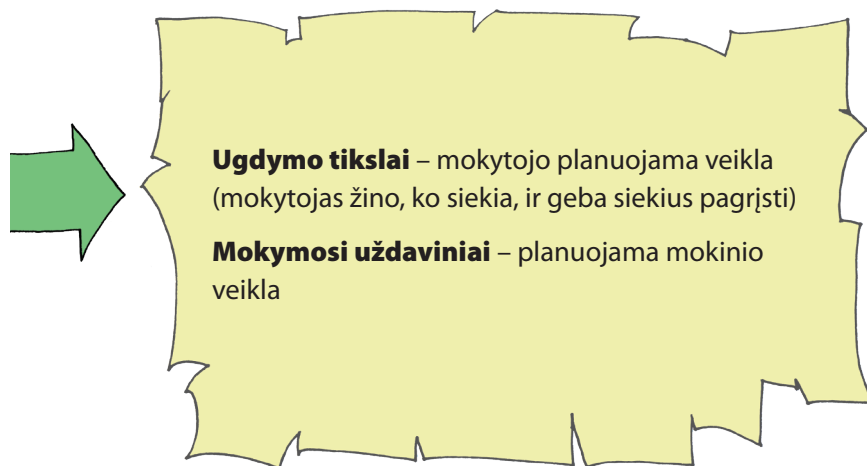 Ugdymo tikslai – mokytojo planuojama veikla
(mokytojas žino, ko siekia, ir geba siekius pagrįsti)
Mokymosi uždaviniai – planuojama mokinio
veikla